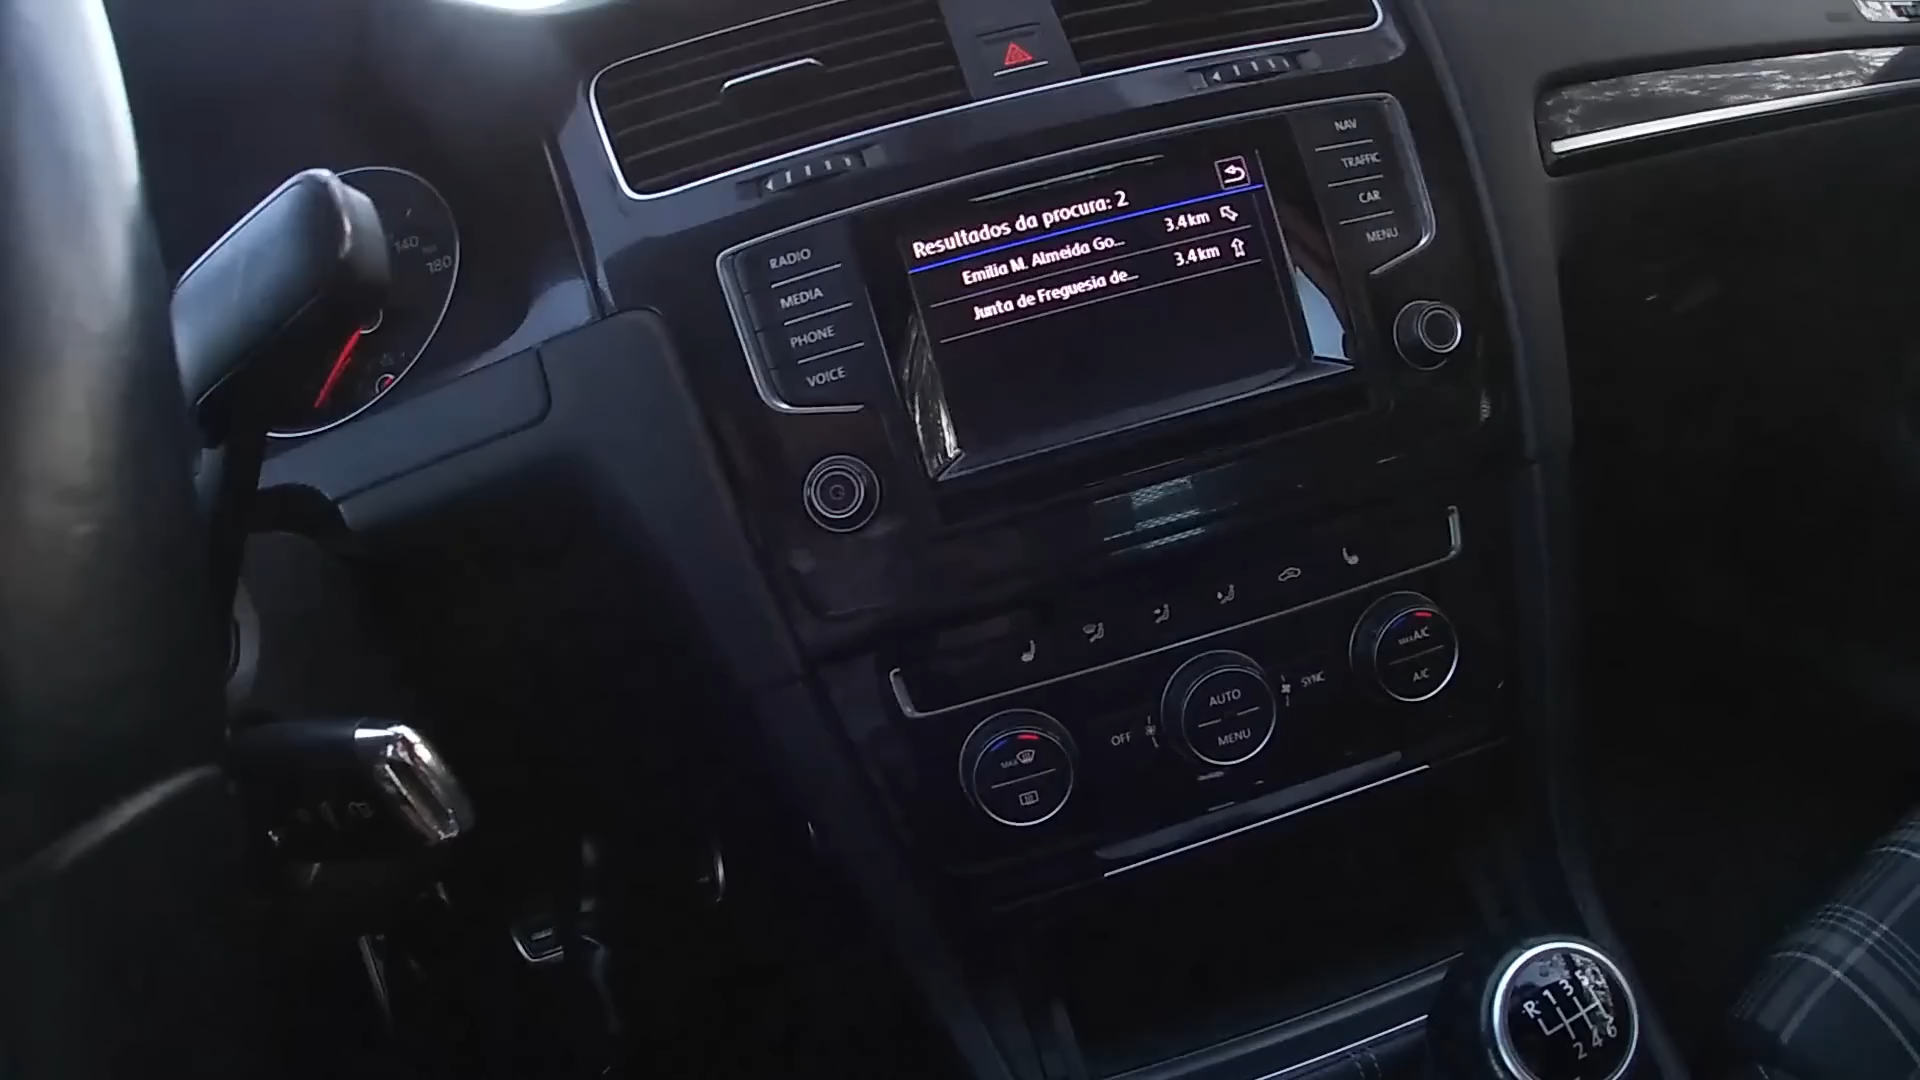 140
180
RADIO
MEDIA
PHONE
VOICE
Resultados da procura: 2
Emilia M. Almeida Go... 3.4km
Junta de Freguesia de... 3.4km
NAV
TRAFFIC
CAR
MENU
MAX
OFF
AUTO
MENU
SYNC
MAX A/C
A/C
R 1 3 5
2 4 6